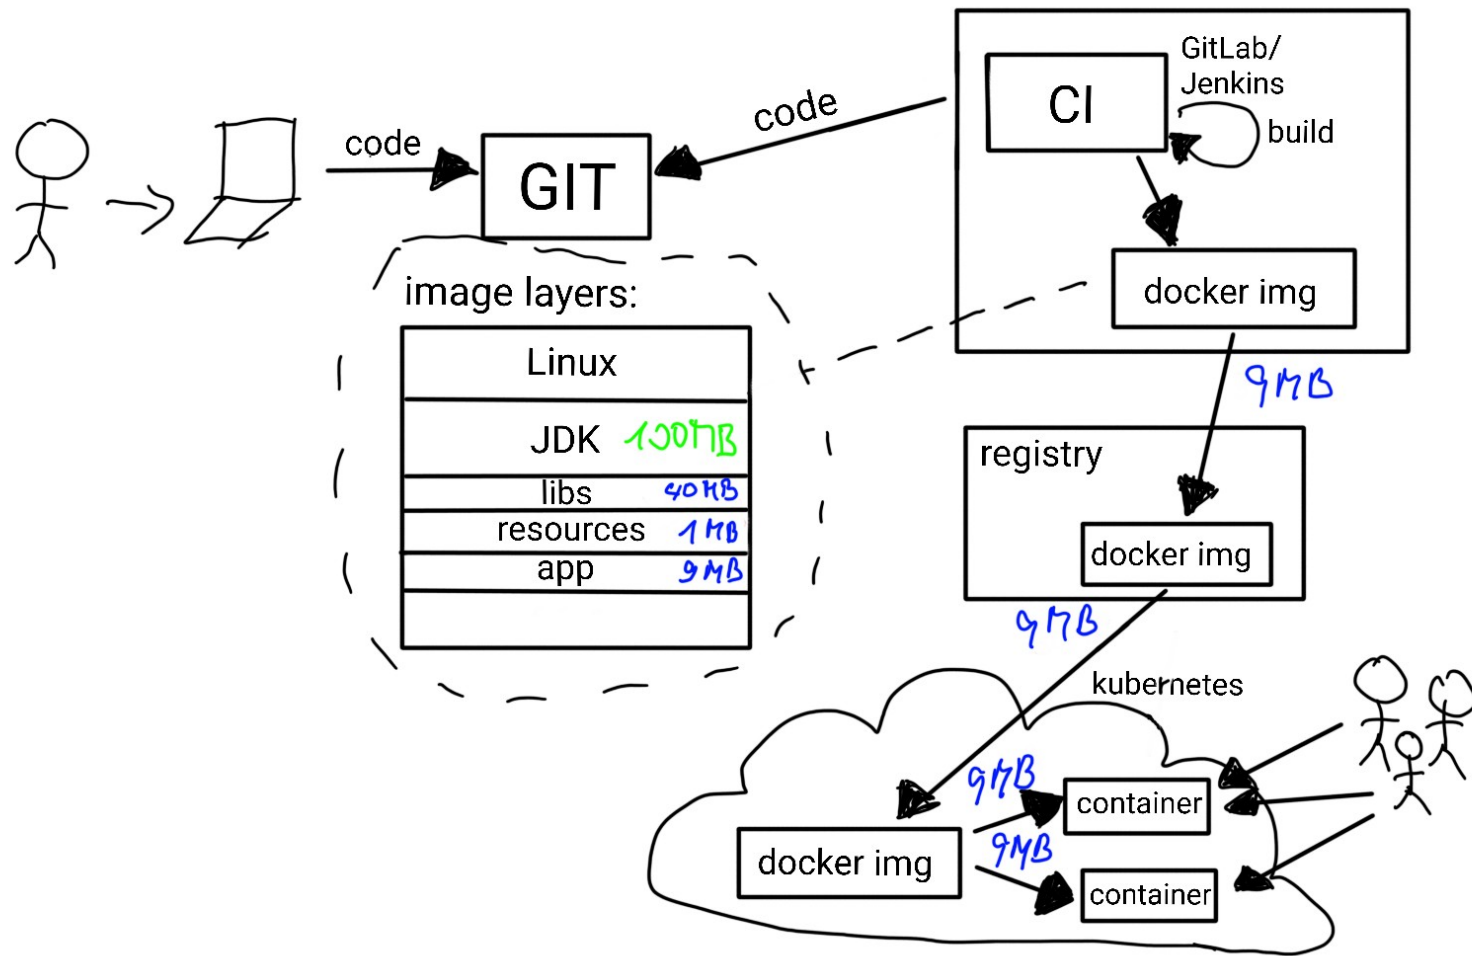 code
GIT
code
CI
GitLab/
Jenkins
build
docker img
9MB
image layers:
Linux
JDK 100MB
libs 40MB
resources 1MB
app 9MB
registry
docker img
9MB
kubernetes
9MB
container
9MB
docker img
container